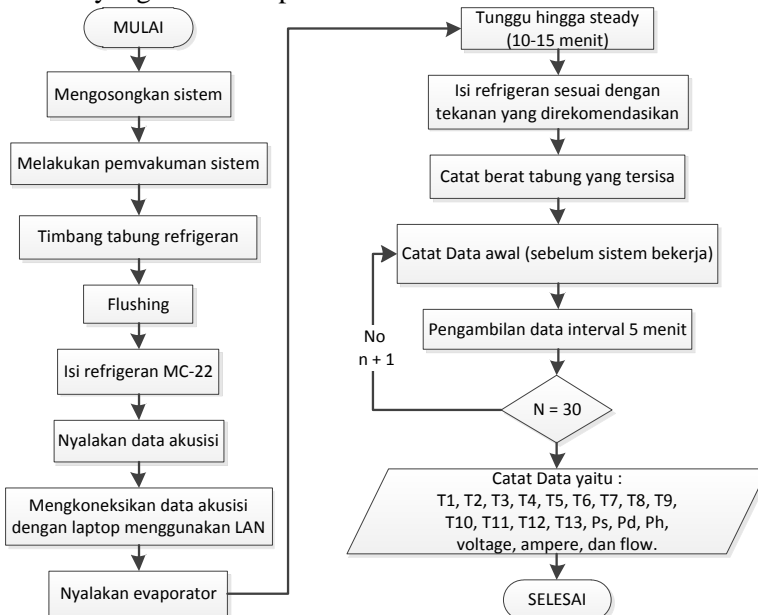 MULAI
Mengosongkan sistem
Melakukan pemvakuman sistem
Timbang tabung refrigeran
Flushing
Isi refrigeran MC-22
Nyalakan data akusisi
Mengkoneksikan data akusisi
dengan laptop menggunakan LAN
Nyalakan evaporator
Tunggu hingga steady
(10-15 menit)
Isi refrigeran sesuai dengan
tekanan yang direkomendasikan
Catat berat tabung yang tersisa
Catat Data awal (sebelum sistem bekerja)
Pengambilan data interval 5 menit
No
n + 1
N = 30
Catat Data yaitu :
T1, T2, T3, T4, T5, T6, T7, T8, T9,
T10, T11, T12, T13, Ps, Pd, Ph,
voltage, ampere, dan flow.
SELESAI